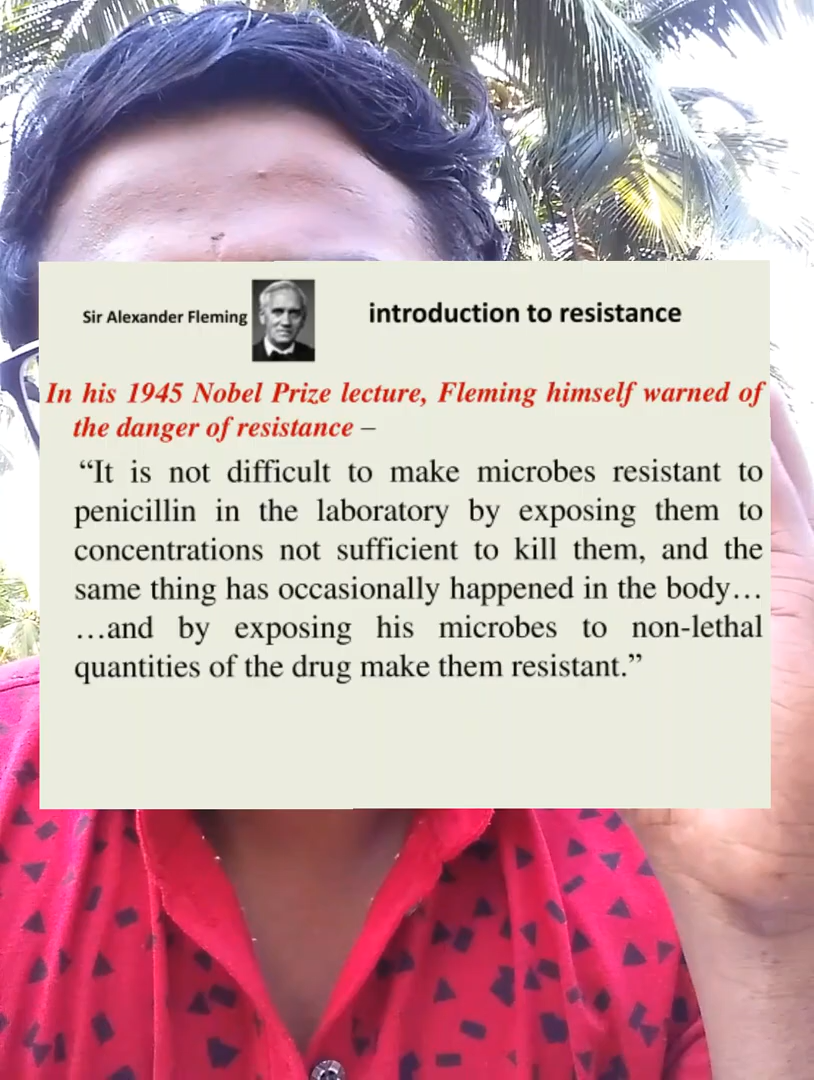 Sir Alexander Fleming
introduction to resistance
In his 1945 Nobel Prize lecture, Fleming himself warned of
the danger of resistance –
“It is not difficult to make microbes resistant to
penicillin in the laboratory by exposing them to
concentrations not sufficient to kill them, and the
same thing has occasionally happened in the body…
…and by exposing his microbes to non-lethal
quantities of the drug make them resistant.”